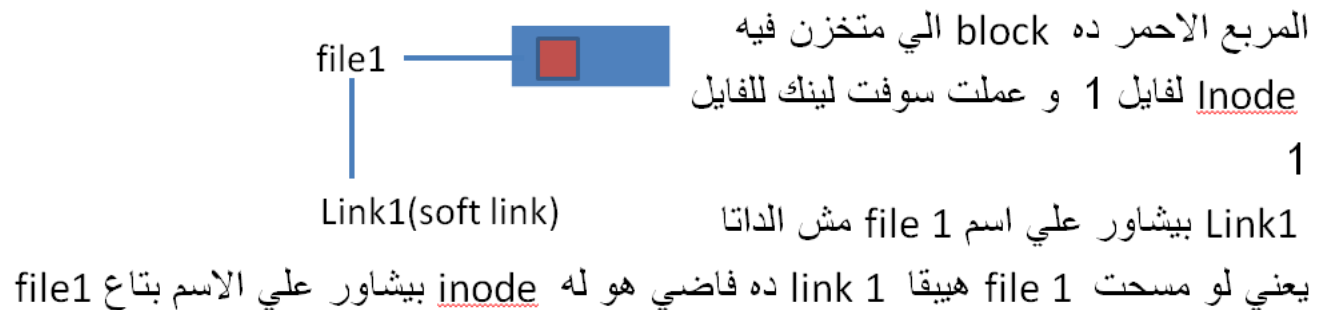 المربع الاحمر ده block الي متخزن فيه
file1
Inode لفايل 1 و عملت سوفت لينك للفايل
1
Link1(soft link)
Link1 بيشاور علي اسم file 1 مش الداتا
يعني لو مسحت file 1 هيبقا link 1 ده فاضي هو له inode بيشاور علي الاسم بتاع file1